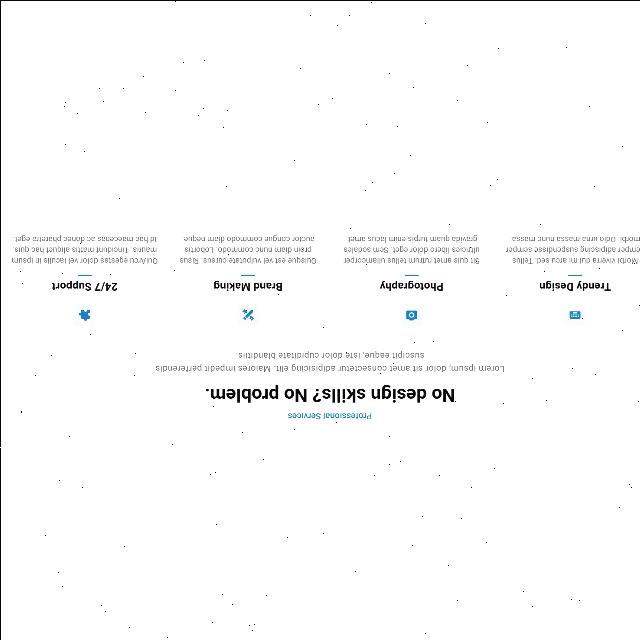 Professional Services
No design skills? No problem.
Lorem ipsum, dolor sit amet consectetur adipisicing elit. Maiores impedit perferendis
suscipit eaque, iste dolor cupiditate blanditiis.
Trendy Design
Morbi viverra dui mi arcu sed. Tellus
semper adipiscing suspendisse semper
morbi. Odio urna massa nunc massa.
Photography
Sit quis amet rutrum tellus ullamcorper
ultricies libero dolor eget. Sem sodales
gravida quam turpis enim lacus amet.
Brand Making
Quisque est vel vulputate cursus. Risus
proin diam nunc commodo. Lobortis
auctor congue commodo diam neque.
24/7 Support
Qui Arcu egestas dolor vel iaculis in ipsum
mauris. Tincidunt mattis aliquet hac quis.
Id hac maecenas ac donec pharetra eget.